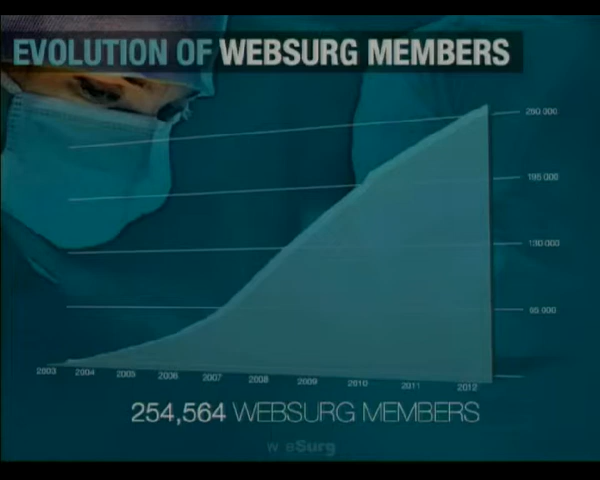 EVOLUTION OF WEBSURG MEMBERS
260 000
195 000
130 000
65 000
2003 2004 2005 2006 2007 2008 2009 2010 2011 2012
254,564 WEBSURG MEMBERS
WeBSurg